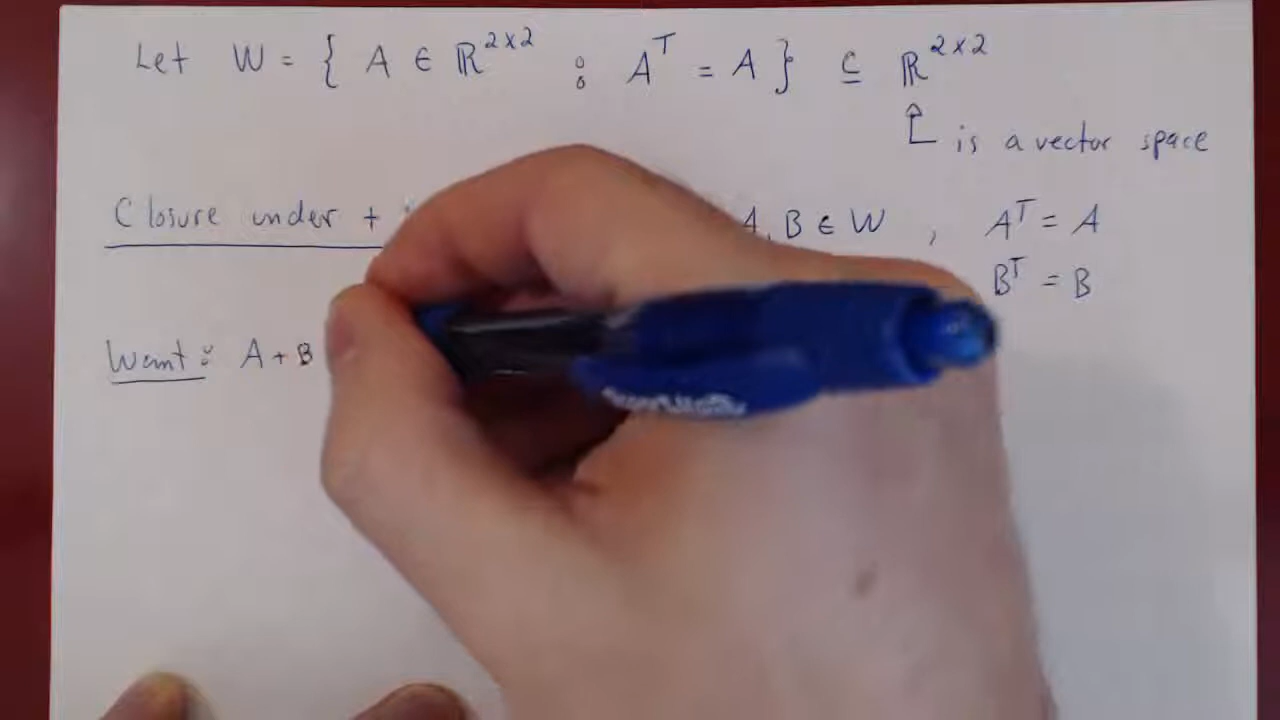 Let W = { A ∈ ℝ^{2×2} : A^T = A } ⊆ ℝ^{2×2}
is a vector space
Closure under + A, B ∈ W , A^T = A
B^T = B
Want : A + B